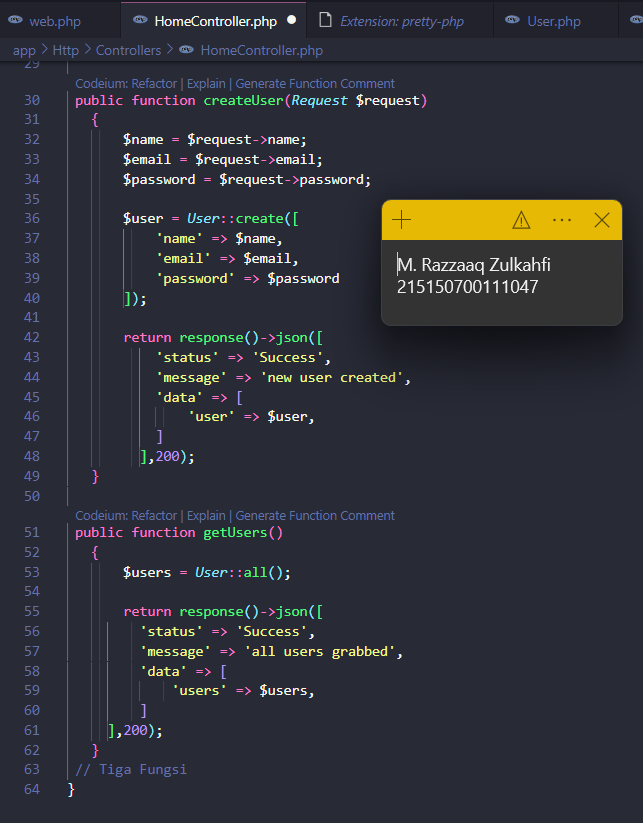 web.php HomeController.php Extension: pretty-php User.php
app > Http > Controllers > HomeController.php
29
Codeium: Refactor | Explain | Generate Function Comment
30 public function createUser(Request $request)
31 {
32 $name = $request->name;
33 $email = $request->email;
34 $password = $request->password;
35
36 $user = User::create([
37 'name' => $name,
38 'email' => $email,
39 'password' => $password
40 ]);
41
42 return response()->json([
43 'status' => 'Success',
44 'message' => 'new user created',
45 'data' => [
46 'user' => $user,
47 ]
48 ],200);
49 }
50
Codeium: Refactor | Explain | Generate Function Comment
51 public function getUsers()
52 {
53 $users = User::all();
54
55 return response()->json([
56 'status' => 'Success',
57 'message' => 'all users grabbed',
58 'data' => [
59 'users' => $users,
60 ]
61 ],200);
62 }
63 // Tiga Fungsi
64 }
M. Razzaaq Zulkahfi
215150700111047